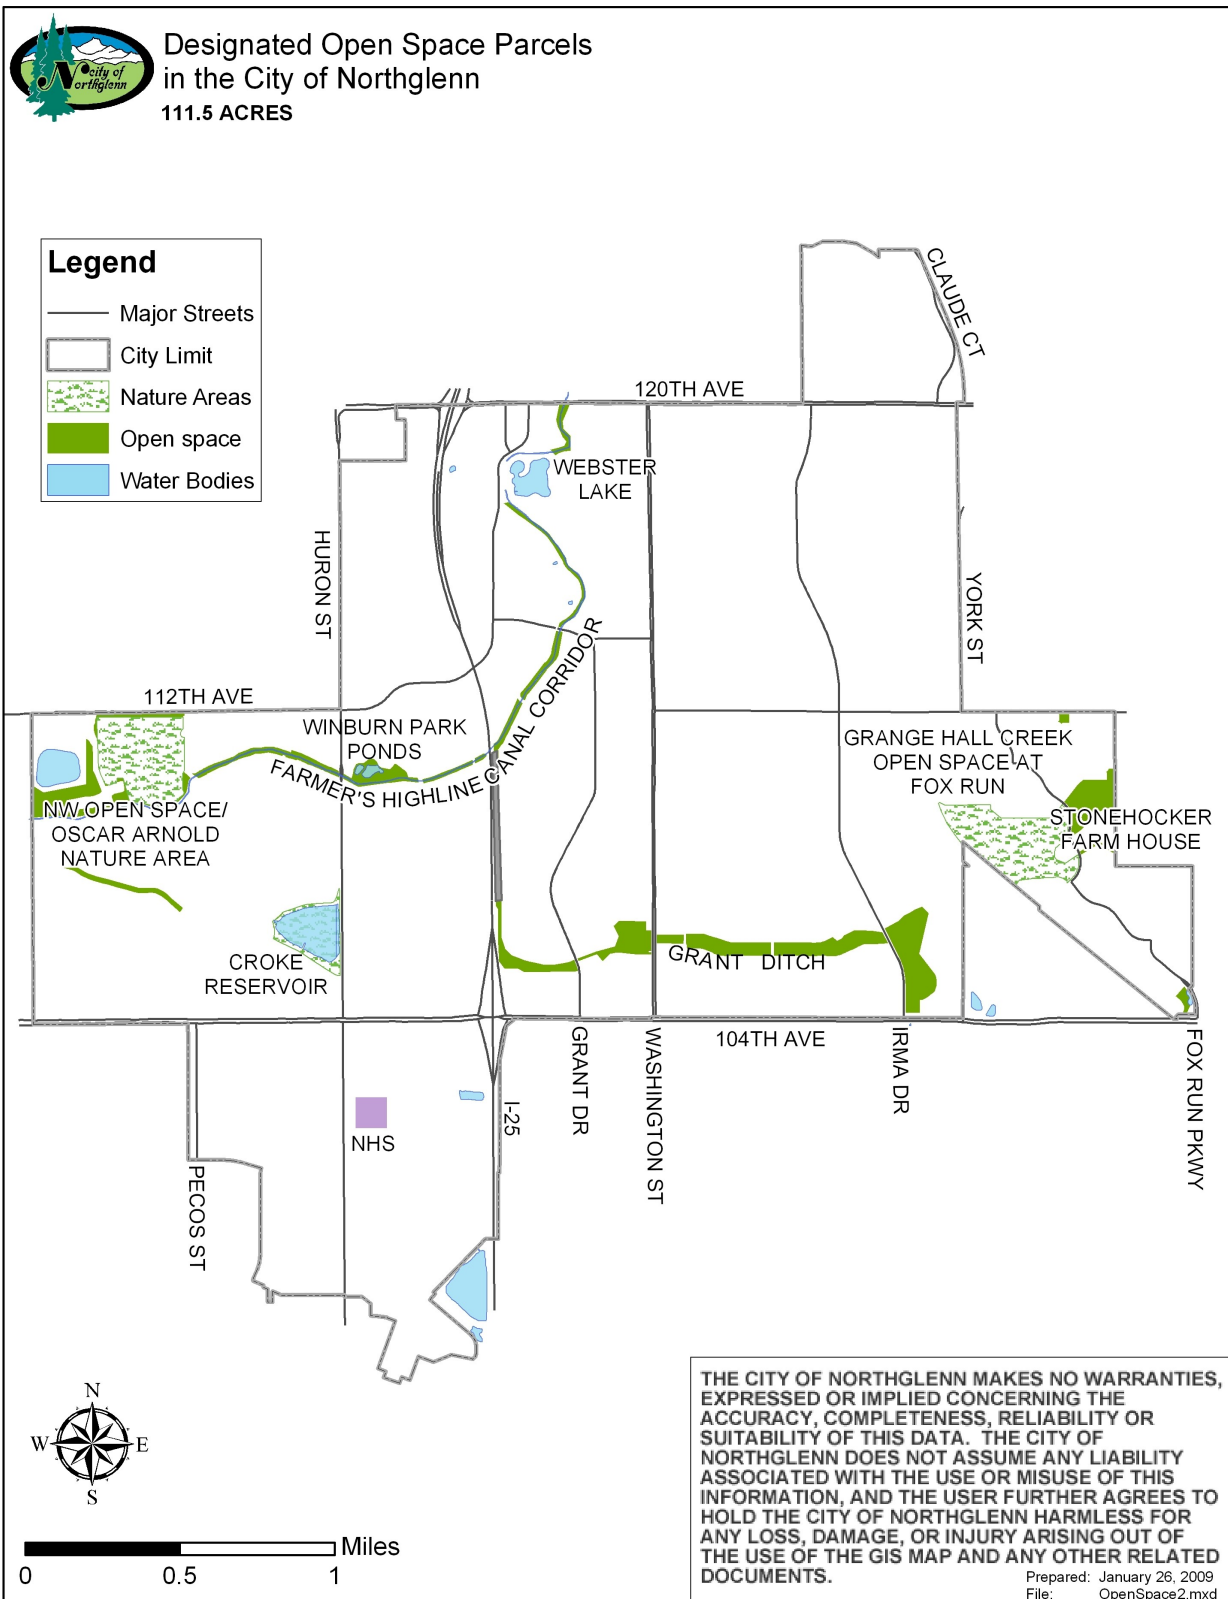 City of
Northglenn
Designated Open Space Parcels
in the City of Northglenn
111.5 ACRES
Legend
Major Streets
City Limit
Nature Areas
Open space
Water Bodies
CLAUDE CT
120TH AVE
WEBSTER
LAKE
HURON ST
YORK ST
112TH AVE
WINBURN PARK
PONDS
FARMER'S HIGHLINE CANAL CORRIDOR
GRANGE HALL CREEK
OPEN SPACE AT
FOX RUN
STONEHOCKER
FARM HOUSE
NW OPEN SPACE/
OSCAR ARNOLD
NATURE AREA
CROKE
RESERVOIR
GRANT DITCH
104TH AVE
GRANT DR
WASHINGTON ST
IRMA DR
FOX RUN PKWY
I-25
NHS
PECOS ST
N
W
E
S
Miles
0
0.5
1
THE CITY OF NORTHGLENN MAKES NO WARRANTIES,
EXPRESSED OR IMPLIED CONCERNING THE
ACCURACY, COMPLETENESS, RELIABILITY OR
SUITABILITY OF THIS DATA. THE CITY OF
NORTHGLENN DOES NOT ASSUME ANY LIABILITY
ASSOCIATED WITH THE USE OR MISUSE OF THIS
INFORMATION, AND THE USER FURTHER AGREES TO
HOLD THE CITY OF NORTHGLENN HARMLESS FOR
ANY LOSS, DAMAGE, OR INJURY ARISING OUT OF
THE USE OF THE GIS MAP AND ANY OTHER RELATED
DOCUMENTS.
Prepared: January 26, 2009
File: OpenSpace2.mxd